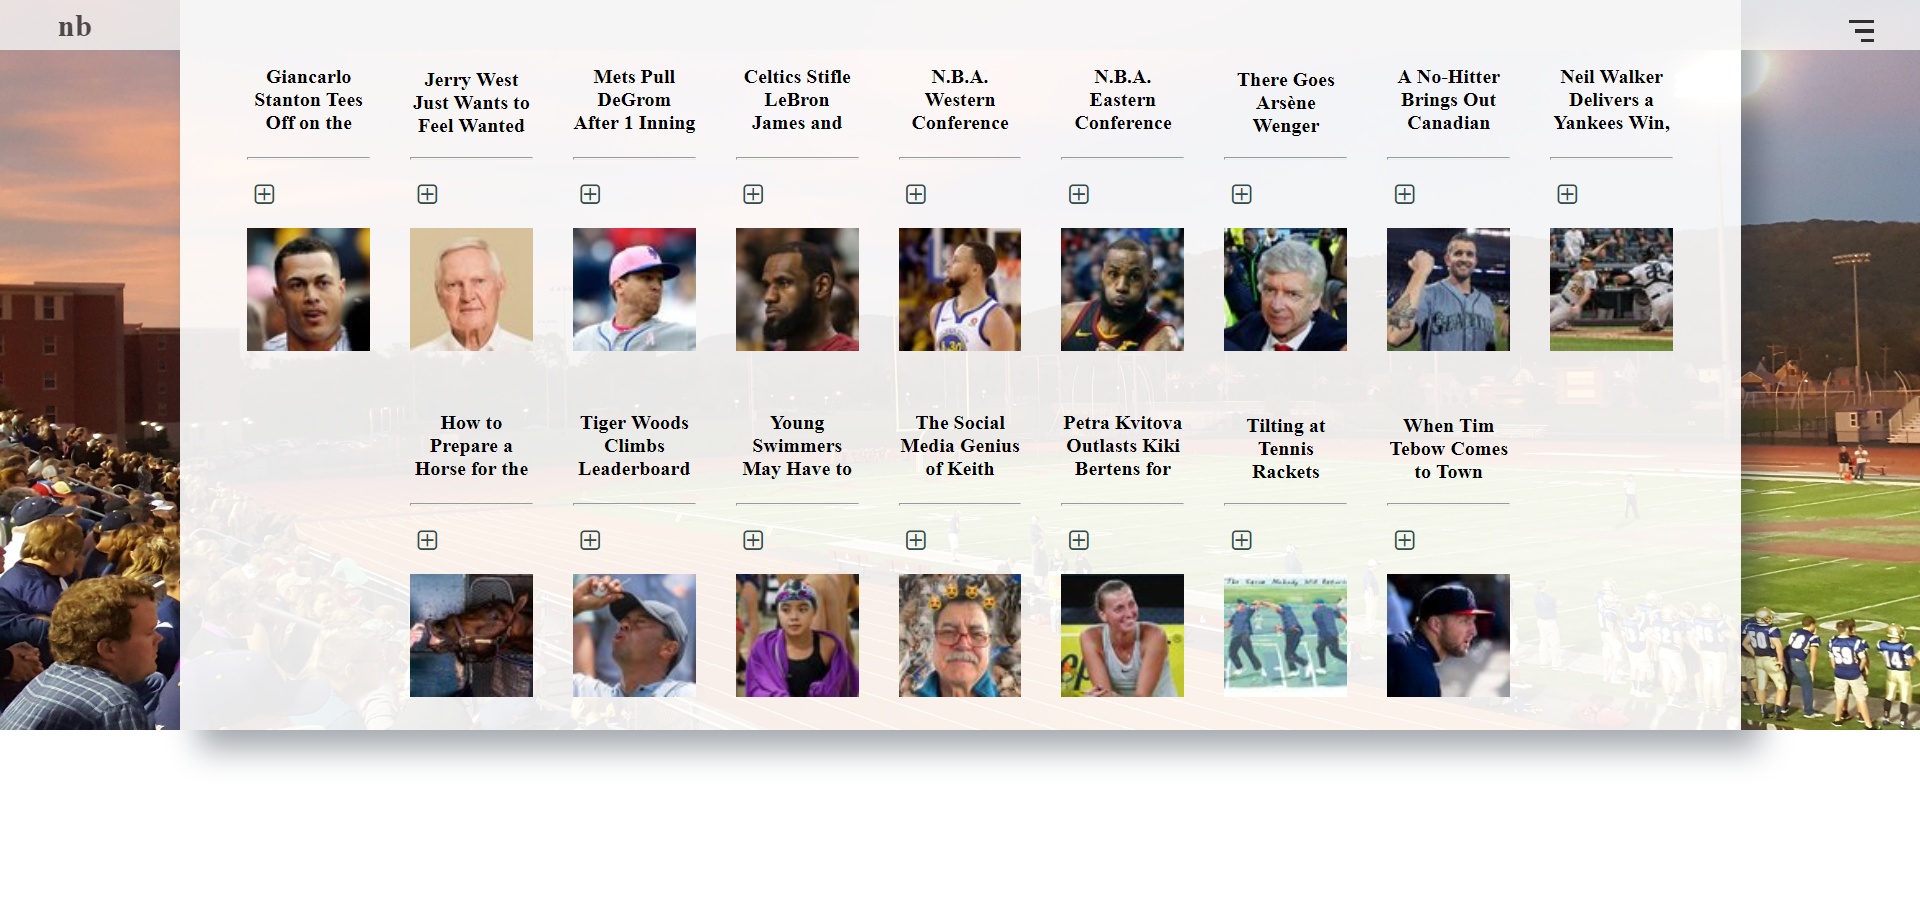 nb
Giancarlo
Stanton Tees
Off on the
Jerry West
Just Wants to
Feel Wanted
Mets Pull
DeGrom
After 1 Inning
Celtics Stifle
LeBron
James and
N.B.A.
Western
Conference
N.B.A.
Eastern
Conference
There Goes
Arsène
Wenger
A No-Hitter
Brings Out
Canadian
Neil Walker
Delivers a
Yankees Win,
How to
Prepare a
Horse for the
Tiger Woods
Climbs
Leaderboard
Young
Swimmers
May Have to
The Social
Media Genius
of Keith
Petra Kvitova
Outlasts Kiki
Bertens for
Tilting at
Tennis
Rackets
When Tim
Tebow Comes
to Town